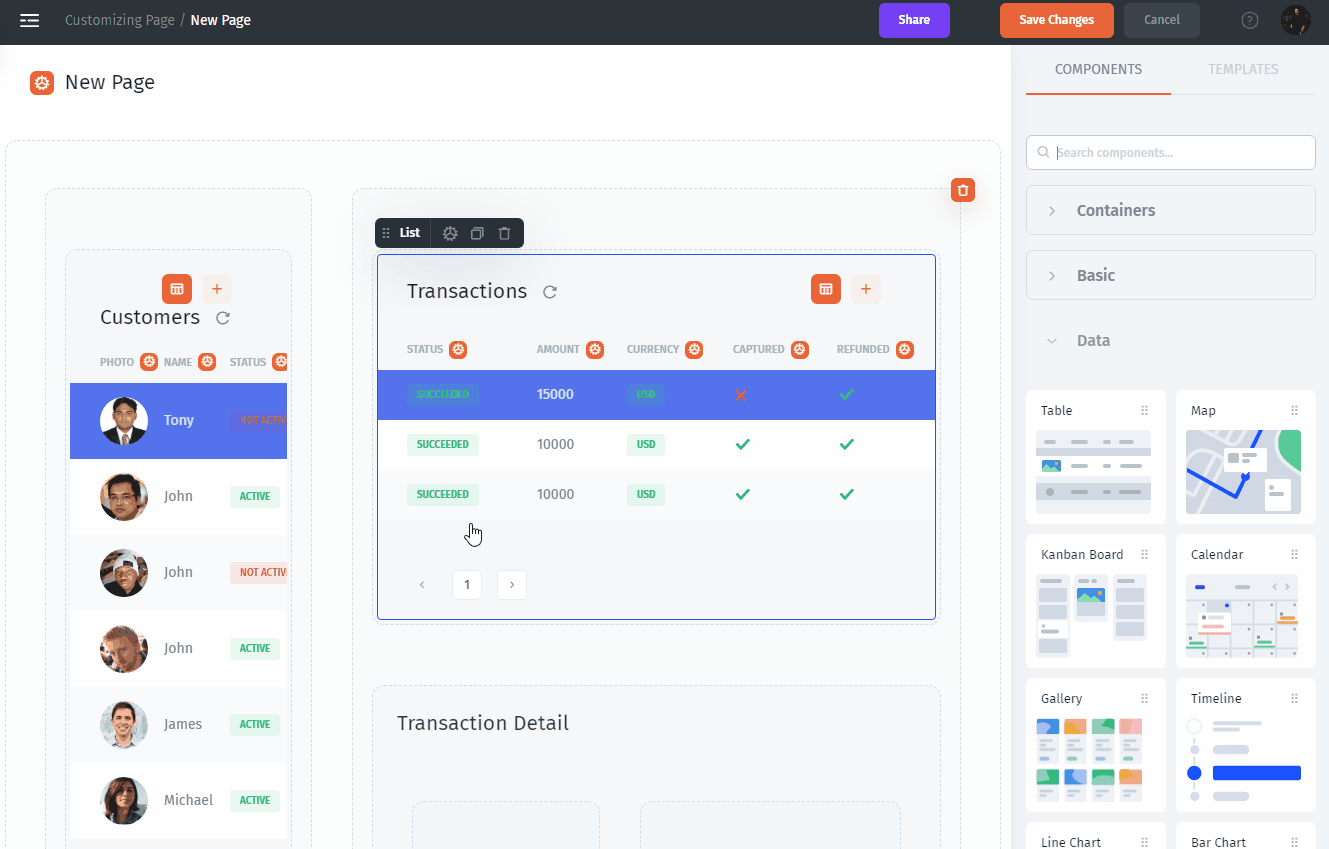 Customizing Page / New Page
Share
Save Changes
Cancel
?
New Page
COMPONENTS
TEMPLATES
Search components...
Containers
Basic
Data
Table
Map
Kanban Board
Calendar
Gallery
Timeline
Line Chart
Bar Chart
Customers
PHOTO NAME STATUS
Tony
John ACTIVE
John NOT ACTIV
John ACTIVE
James ACTIVE
Michael ACTIVE
List
Transactions
STATUS AMOUNT CURRENCY CAPTURED REFUNDED
SUCCEEDED 15000 USD
SUCCEEDED 10000 USD
SUCCEEDED 10000 USD
1
Transaction Detail